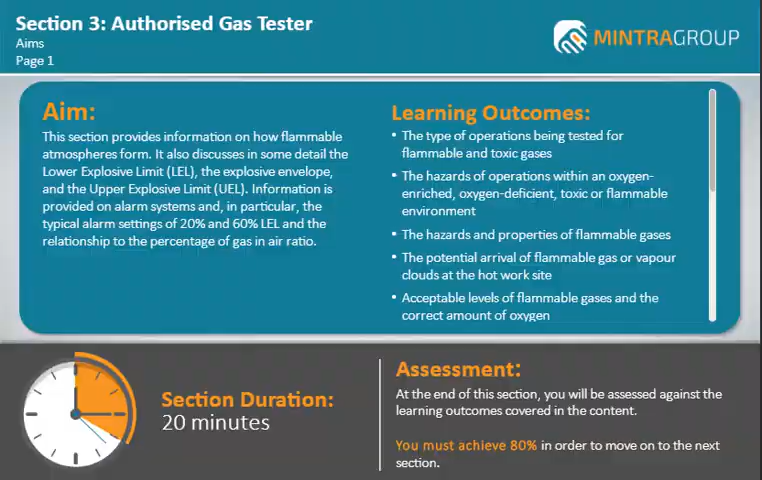 Section 3: Authorised Gas Tester
Aims
Page 1
MINTRAGROUP
Aim:
This section provides information on how flammable
atmospheres form. It also discusses in some detail the
Lower Explosive Limit (LEL), the explosive envelope,
and the Upper Explosive Limit (UEL). Information is
provided on alarm systems and, in particular, the
typical alarm settings of 20% and 60% LEL and the
relationship to the percentage of gas in air ratio.
Learning Outcomes:
• The type of operations being tested for
flammable and toxic gases
• The hazards of operations within an oxygen-
enriched, oxygen-deficient, toxic or flammable
environment
• The hazards and properties of flammable gases
• The potential arrival of flammable gas or vapour
clouds at the hot work site
• Acceptable levels of flammable gases and the
correct amount of oxygen
Section Duration:
20 minutes
Assessment:
At the end of this section, you will be assessed against the
learning outcomes covered in the content.
You must achieve 80% in order to move on to the next
section.